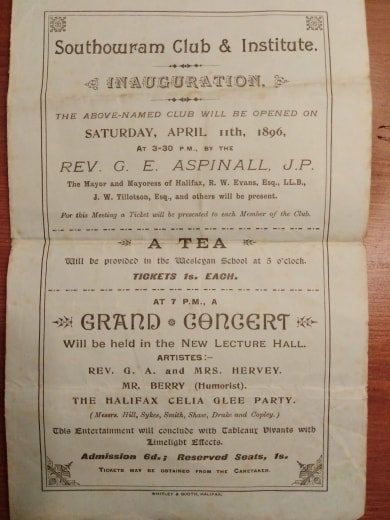 Southowram Club & Institute.
INAUGURATION.
THE ABOVE-NAMED CLUB WILL BE OPENED ON
SATURDAY, APRIL 11th, 1896,
AT 3-30 P.M., BY THE
REV. G. E. ASPINALL, J.P.
The Mayor and Mayoress of Halifax, R. W. Evans, Esq., LL.B.,
J. W. Tillotson, Esq., and others will be present.
For this Meeting a Ticket will be presented to each Member of the Club.
A TEA
Will be provided in the Wesleyan School at 5 o'clock.
TICKETS 1s. EACH.
AT 7 P.M., A
GRAND CONCERT
Will be held in the NEW LECTURE HALL.
ARTISTES:–
REV. G. A. and MRS. HERVEY.
MR. BERRY (Humorist).
THE HALIFAX CELIA GLEE PARTY.
(Messrs. Hill, Sykes, Smith, Shaw, Drake and Copley.)
This Entertainment will conclude with Tableaux Vivants with
Limelight Effects.
Admission 6d.; Reserved Seats, 1s.
TICKETS MAY BE OBTAINED FROM THE CARETAKER.
WHITLEY & BOOTH, HALIFAX.